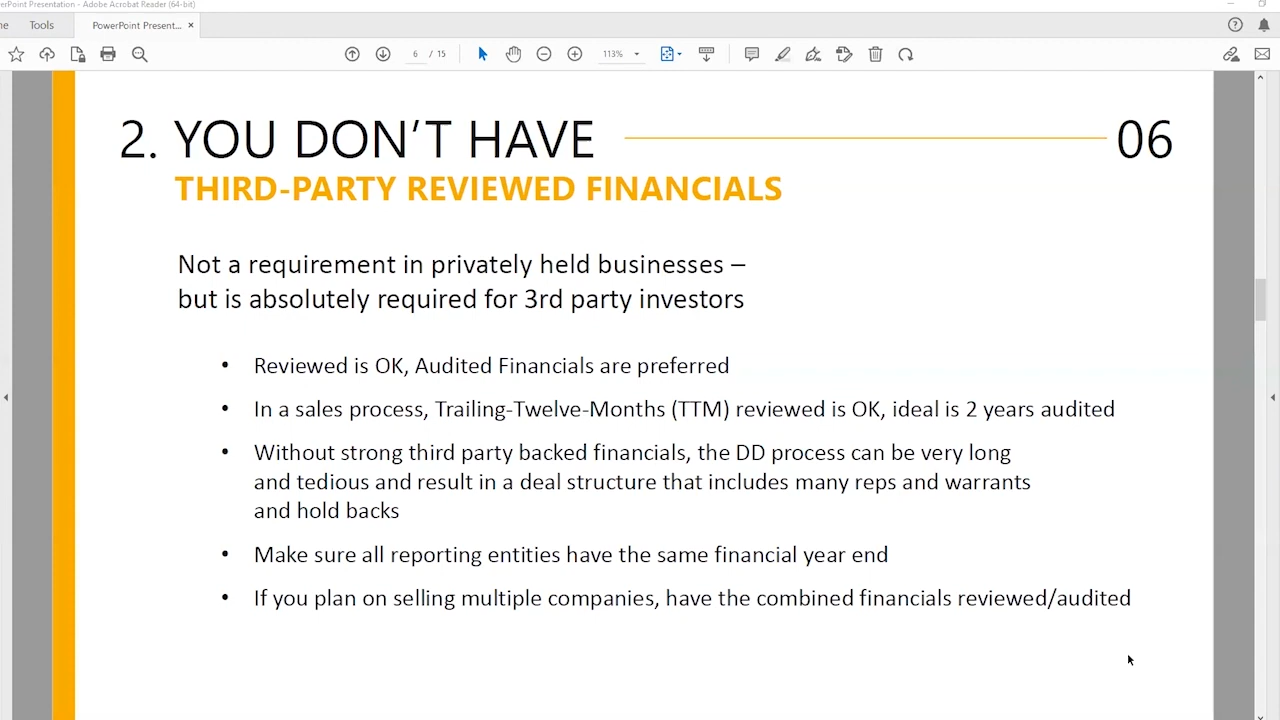 erPoint Presentation - Adobe Acrobat Reader (64-bit)
ne Tools PowerPoint Present... ×
6 / 15 113%
2. YOU DON'T HAVE 06
THIRD-PARTY REVIEWED FINANCIALS
Not a requirement in privately held businesses –
but is absolutely required for 3rd party investors
• Reviewed is OK, Audited Financials are preferred
• In a sales process, Trailing-Twelve-Months (TTM) reviewed is OK, ideal is 2 years audited
• Without strong third party backed financials, the DD process can be very long
and tedious and result in a deal structure that includes many reps and warrants
and hold backs
• Make sure all reporting entities have the same financial year end
• If you plan on selling multiple companies, have the combined financials reviewed/audited